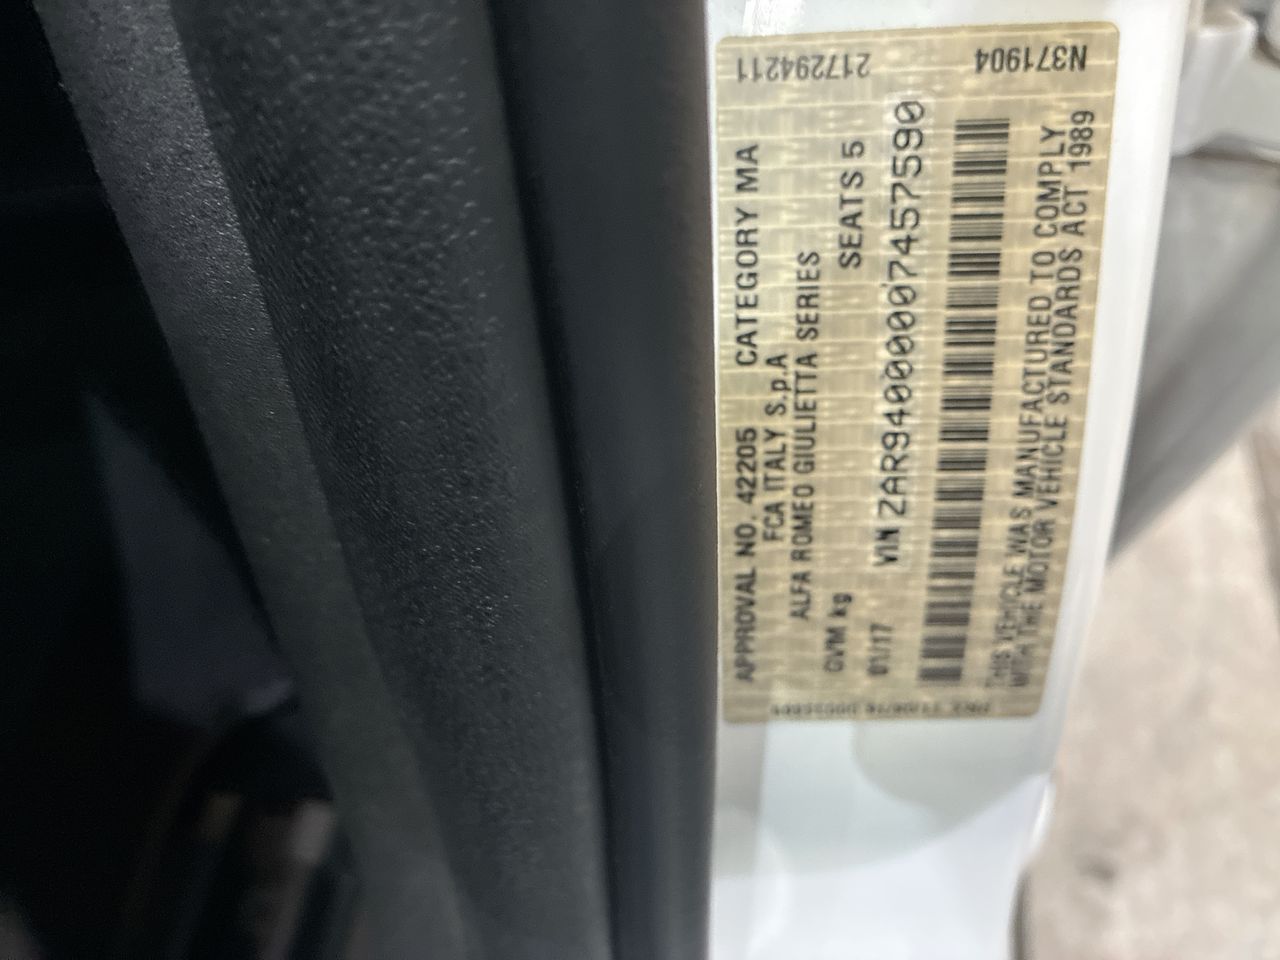 APPROVAL NO. 42205 CATEGORY MA
FCA ITALY S.p.A
ALFA ROMEO GIULIETTA SERIES
GVM kg SEATS 5
01/17 VIN ZAR94000007457590
THIS VEHICLE WAS MANUFACTURED TO COMPLY
WITH THE MOTOR VEHICLE STANDARDS ACT 1989
217294211
N371904